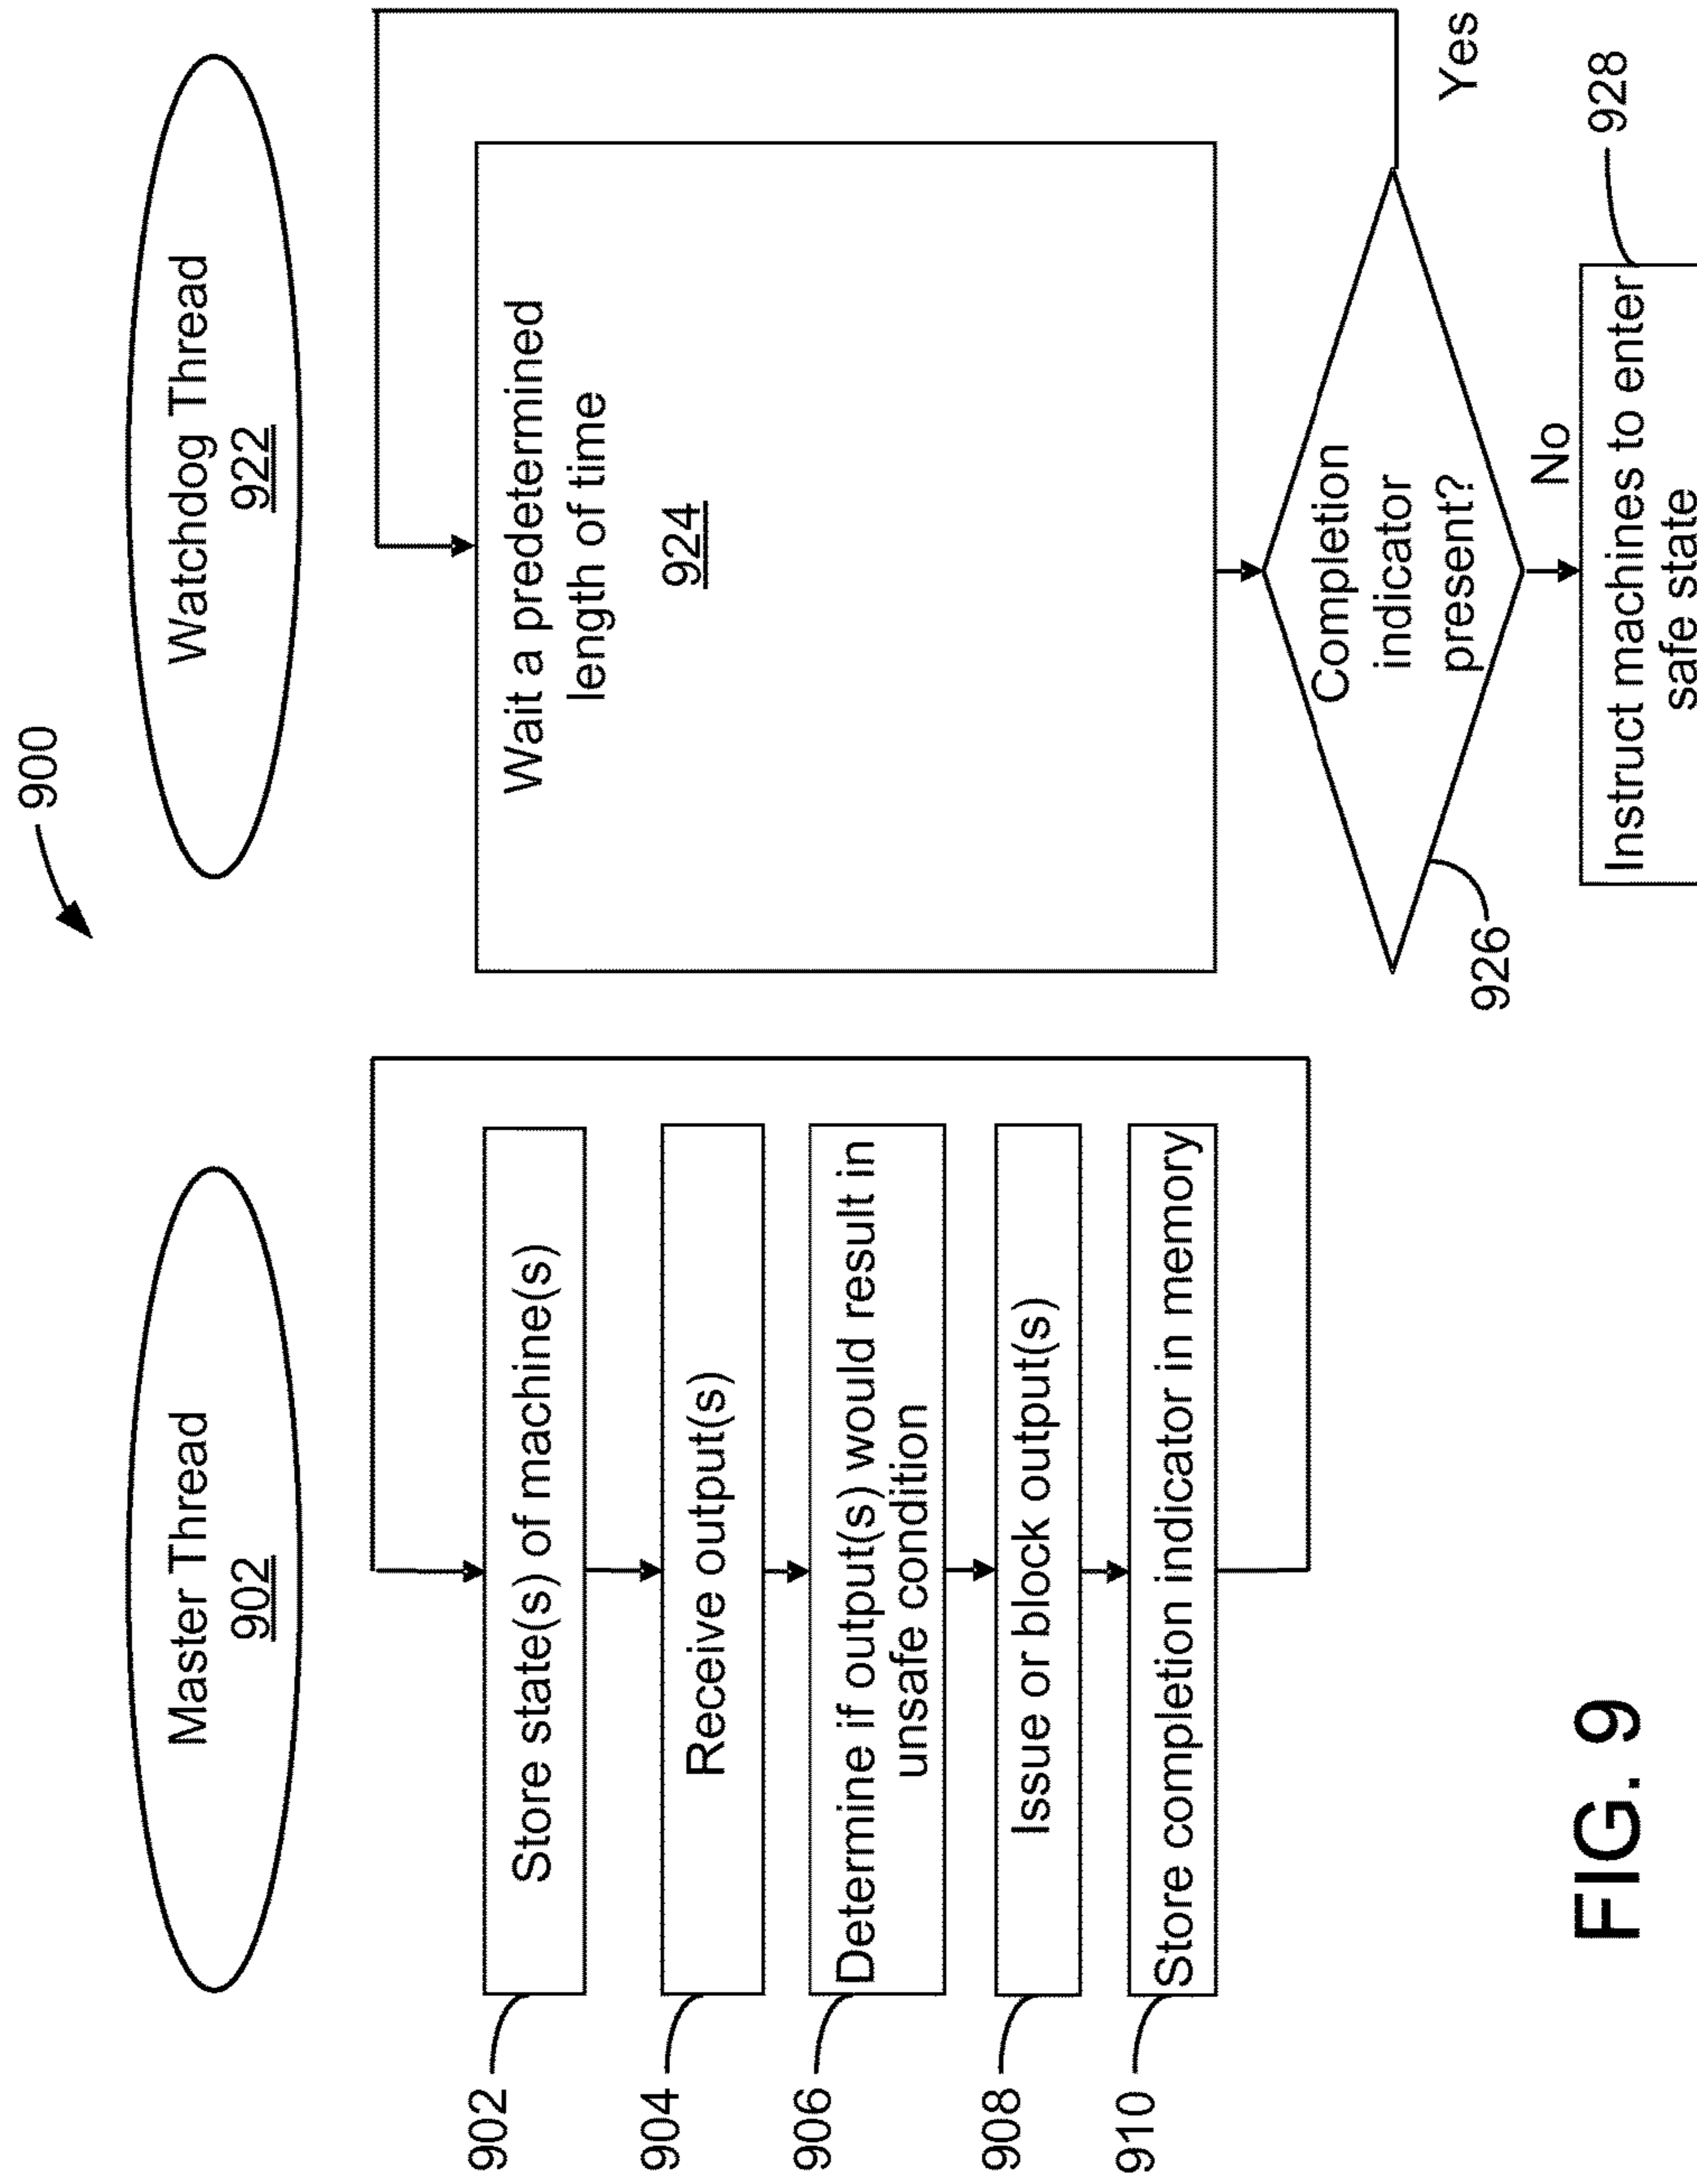 900
Master Thread
902
902
Store state(s) of machine(s)
904
Receive output(s)
906
Determine if output(s) would result in
unsafe condition
908
Issue or block output(s)
910
Store completion indicator in memory
Watchdog Thread
922
Wait a predetermined
length of time
924
Completion
indicator
present?
Yes
926
No
928
Instruct machines to enter
safe state
FIG. 9